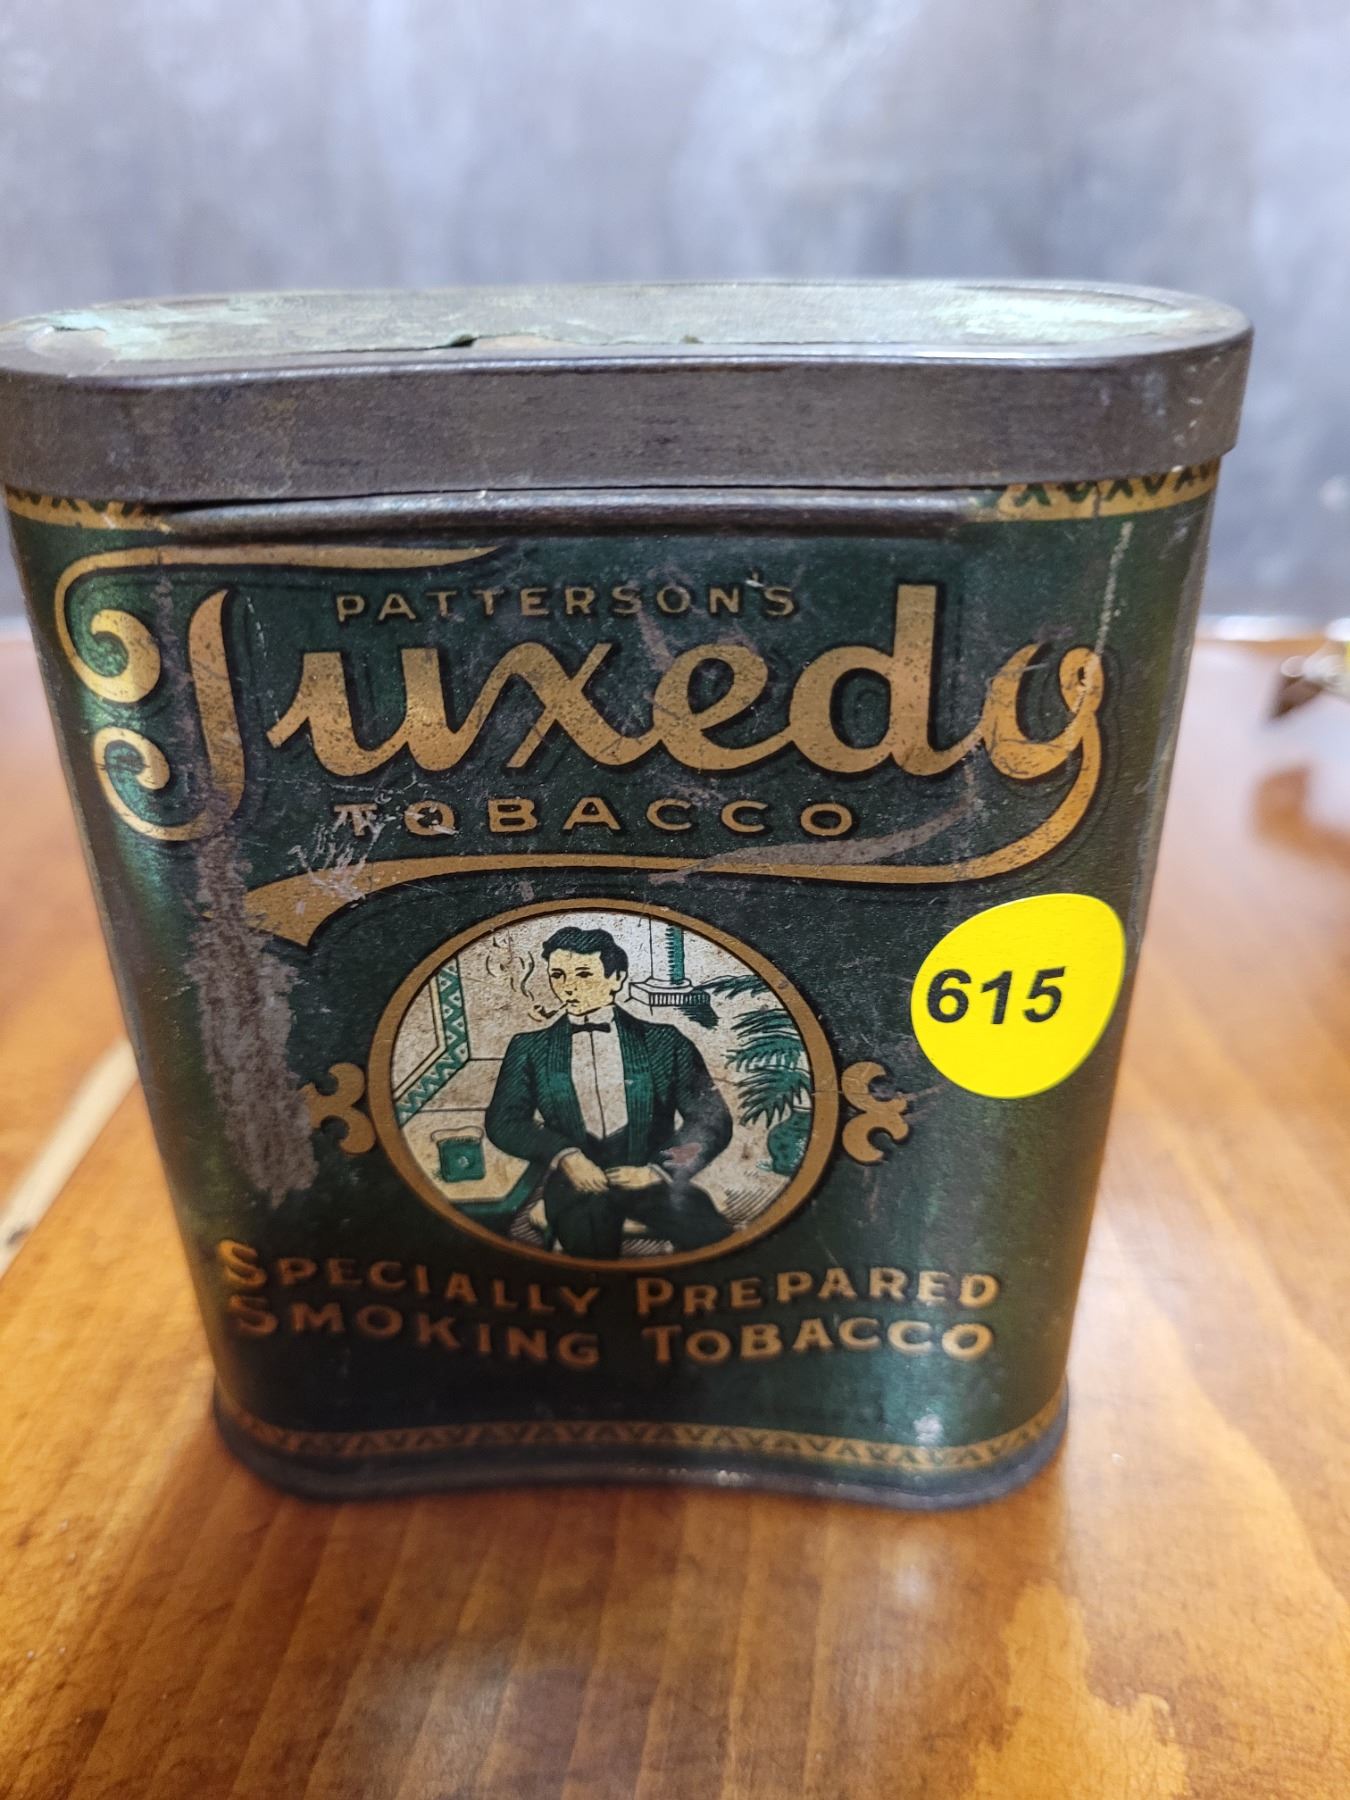 PATTERSON'S
Tuxedo
TOBACCO
615
SPECIALLY PREPARED
SMOKING TOBACCO